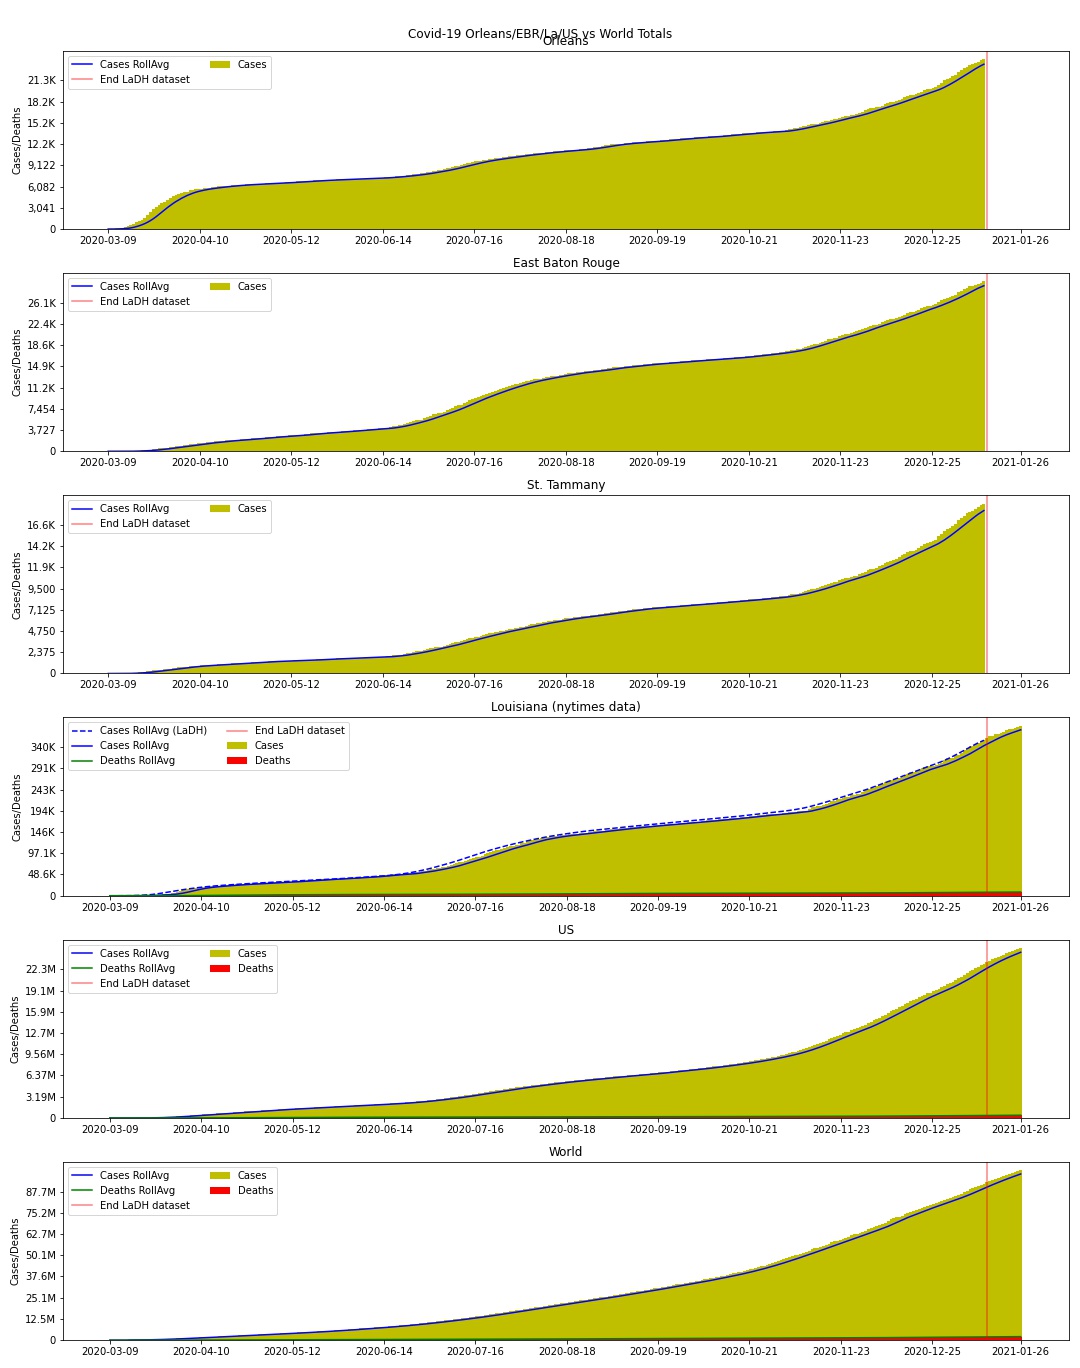 Covid-19 Orleans/EBR/La/US vs World Totals
Orleans
Cases RollAvg Cases
End LaDH dataset
Cases/Deaths
21.3K
18.2K
15.2K
12.2K
9,122
6,082
3,041
0
2020-03-09 2020-04-10 2020-05-12 2020-06-14 2020-07-16 2020-08-18 2020-09-19 2020-10-21 2020-11-23 2020-12-25 2021-01-26
East Baton Rouge
Cases RollAvg Cases
End LaDH dataset
Cases/Deaths
26.1K
22.4K
18.6K
14.9K
11.2K
7,454
3,727
0
2020-03-09 2020-04-10 2020-05-12 2020-06-14 2020-07-16 2020-08-18 2020-09-19 2020-10-21 2020-11-23 2020-12-25 2021-01-26
St. Tammany
Cases RollAvg Cases
End LaDH dataset
Cases/Deaths
16.6K
14.2K
11.9K
9,500
7,125
4,750
2,375
0
2020-03-09 2020-04-10 2020-05-12 2020-06-14 2020-07-16 2020-08-18 2020-09-19 2020-10-21 2020-11-23 2020-12-25 2021-01-26
Louisiana (nytimes data)
Cases RollAvg (LaDH) End LaDH dataset
Cases RollAvg Cases
Deaths RollAvg Deaths
Cases/Deaths
340K
291K
243K
194K
146K
97.1K
48.6K
0
2020-03-09 2020-04-10 2020-05-12 2020-06-14 2020-07-16 2020-08-18 2020-09-19 2020-10-21 2020-11-23 2020-12-25 2021-01-26
US
Cases RollAvg Cases
Deaths RollAvg Deaths
End LaDH dataset
Cases/Deaths
22.3M
19.1M
15.9M
12.7M
9.56M
6.37M
3.19M
0
2020-03-09 2020-04-10 2020-05-12 2020-06-14 2020-07-16 2020-08-18 2020-09-19 2020-10-21 2020-11-23 2020-12-25 2021-01-26
World
Cases RollAvg Cases
Deaths RollAvg Deaths
End LaDH dataset
Cases/Deaths
87.7M
75.2M
62.7M
50.1M
37.6M
25.1M
12.5M
0
2020-03-09 2020-04-10 2020-05-12 2020-06-14 2020-07-16 2020-08-18 2020-09-19 2020-10-21 2020-11-23 2020-12-25 2021-01-26